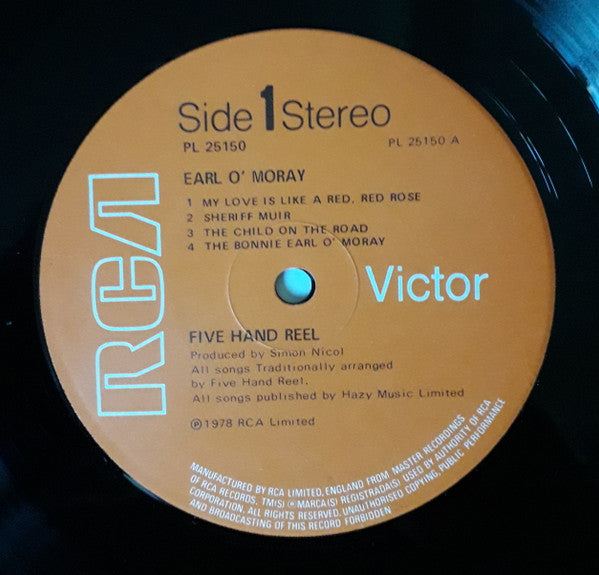 Side 1 Stereo
PL 25150 PL 25150 A
EARL O' MORAY
1 MY LOVE IS LIKE A RED, RED ROSE
2 SHERIFF MUIR
3 THE CHILD ON THE ROAD
4 THE BONNIE EARL O' MORAY
RCA Victor
FIVE HAND REEL
Produced by Simon Nicol
All songs Traditionally arranged
by Five Hand Reel.
All songs published by Hazy Music Limited
℗ 1978 RCA Limited
MANUFACTURED BY RCA LIMITED, ENGLAND FROM MASTER RECORDINGS
OF RCA RECORDS. TM(S) ® MARCA(S) REGISTRADA(S) USED BY AUTHORITY OF RCA
CORPORATION. ALL RIGHTS RESERVED. UNAUTHORISED COPYING, PUBLIC PERFORMANCE
AND BROADCASTING OF THIS RECORD FORBIDDEN